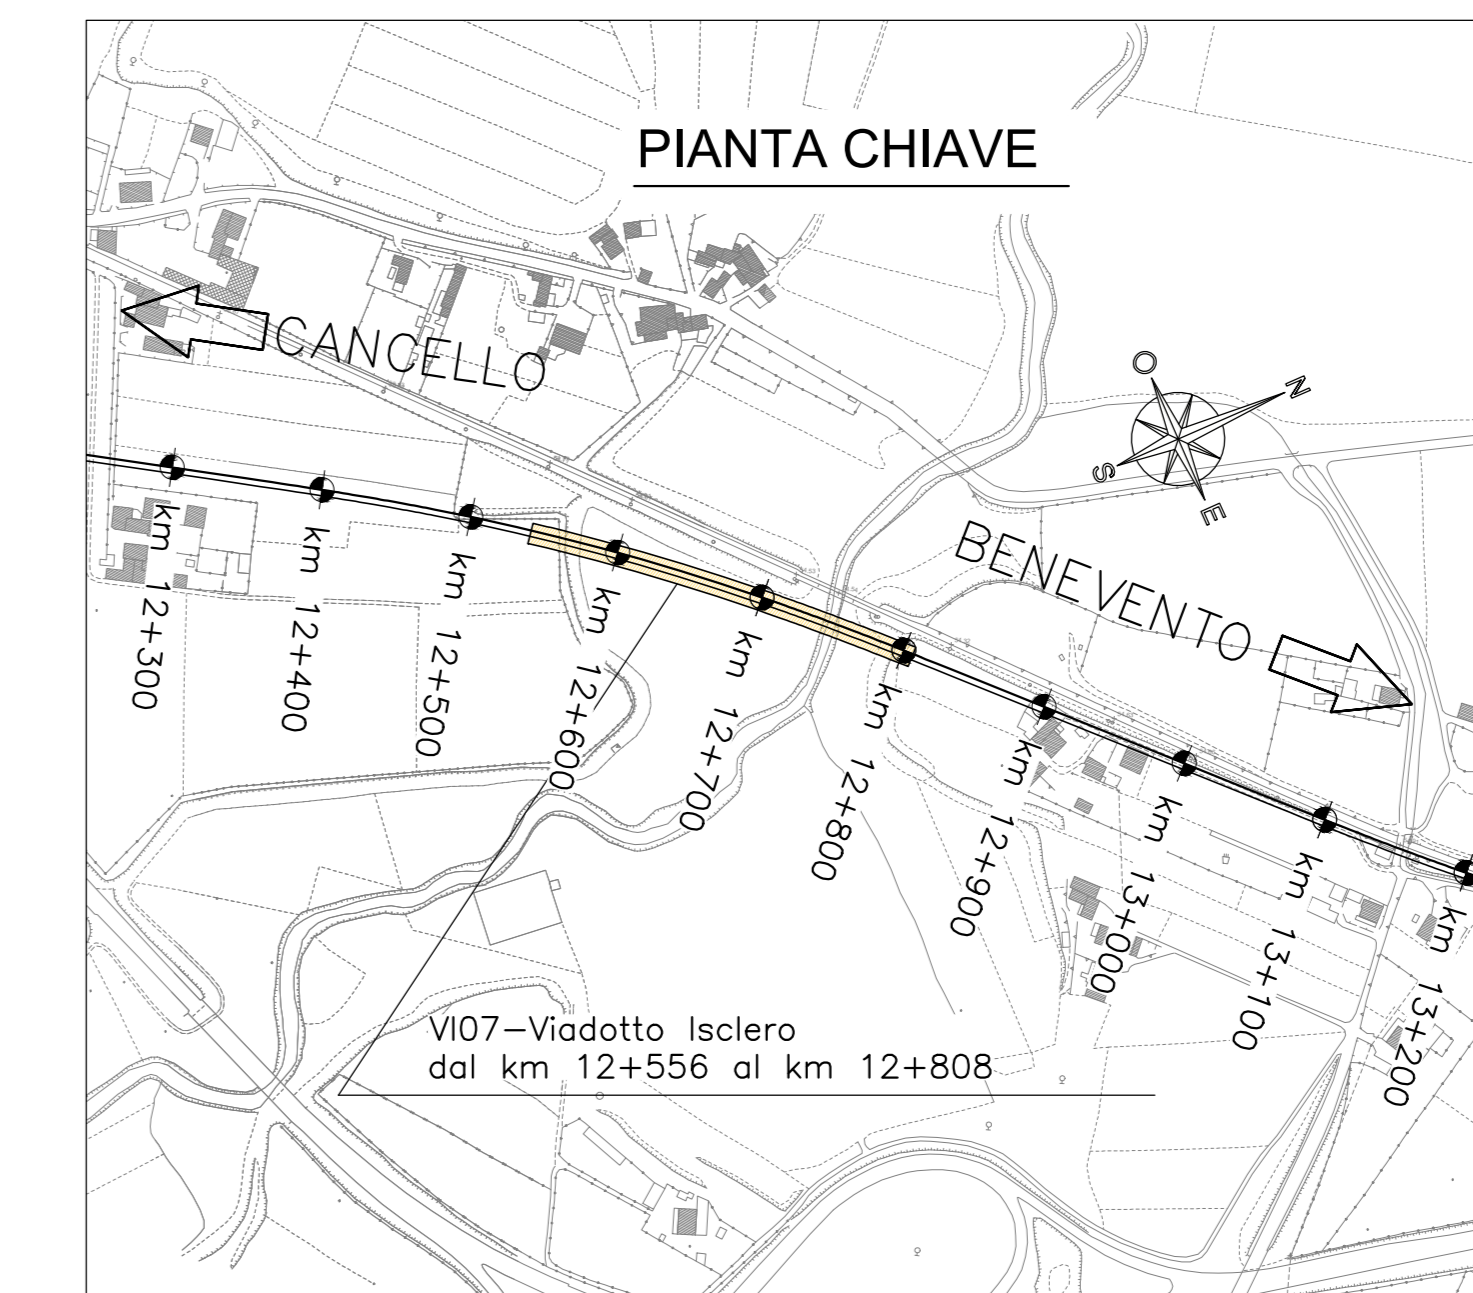 PIANTA CHIAVE
CANCELLO
O
N
S
E
BENEVENTO
km 12+300
km 12+400
km 12+500
km 12+600
km 12+700
km 12+800
km 12+900
km 13+000
km 13+100
km 13+200
VI07-Viadotto Isclero
dal km 12+556 al km 12+808